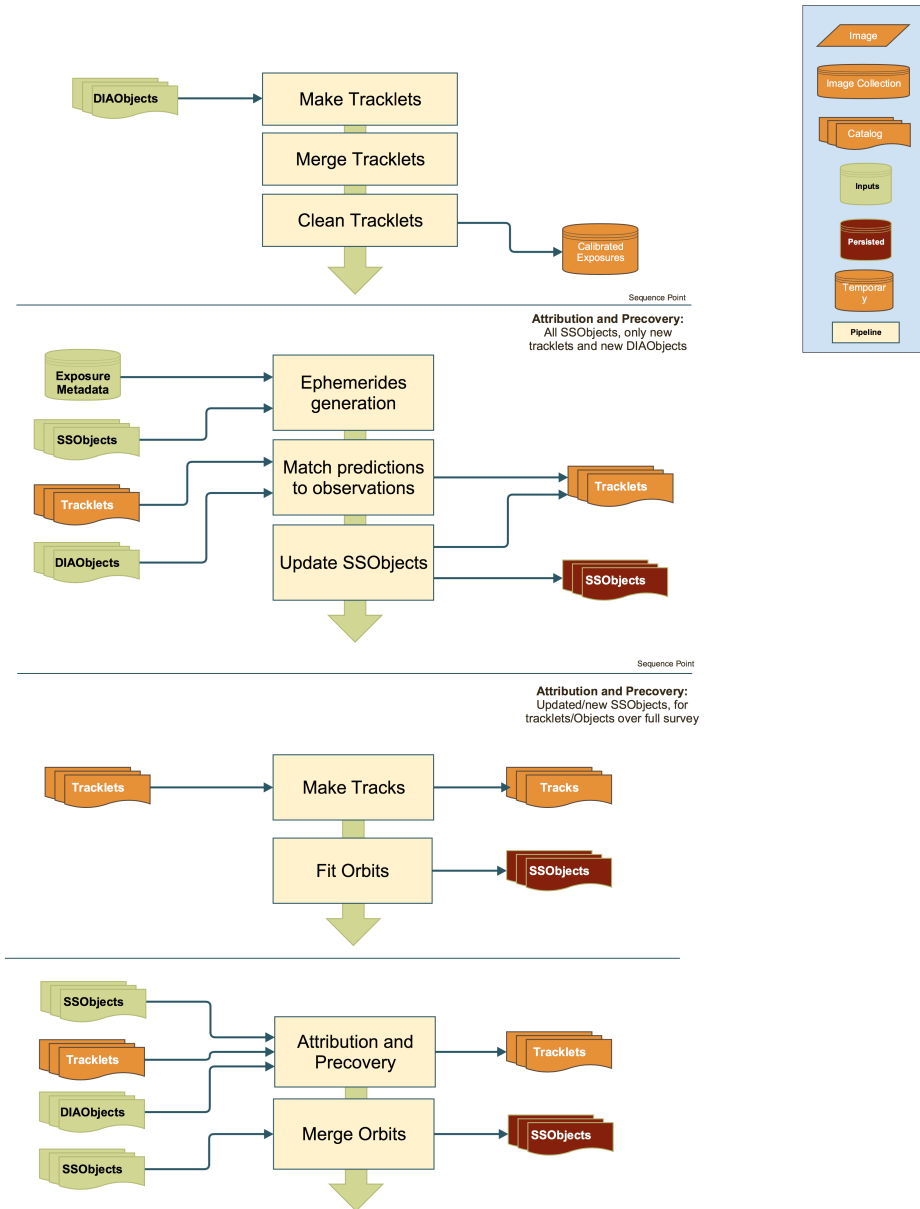 Image
Image Collection
Catalog
Inputs
Persisted
Temporar
y
Pipeline
DIAObjects
Make Tracklets
Merge Tracklets
Clean Tracklets
Calibrated
Exposures
Sequence Point
Attribution and Precovery:
All SSObjects, only new
tracklets and new DIAObjects
Exposure
Metadata
Ephemerides
generation
SSObjects
Match predictions
to observations
Tracklets
Tracklets
DIAObjects
Update SSObjects
SSObjects
Sequence Point
Attribution and Precovery:
Updated/new SSObjects, for
tracklets/Objects over full survey
Tracklets
Make Tracks
Tracks
Fit Orbits
SSObjects
SSObjects
Attribution and
Precovery
Tracklets
Tracklets
DIAObjects
Merge Orbits
SSObjects
SSObjects